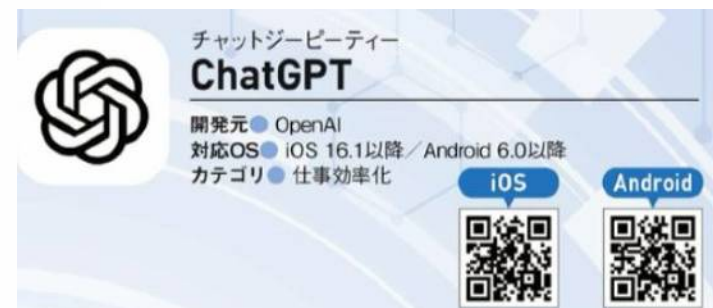 チャットジーピーティー
ChatGPT
開発元● OpenAI
対応OS● iOS 16.1以降／Android 6.0以降
カテゴリ● 仕事効率化
iOS
Android